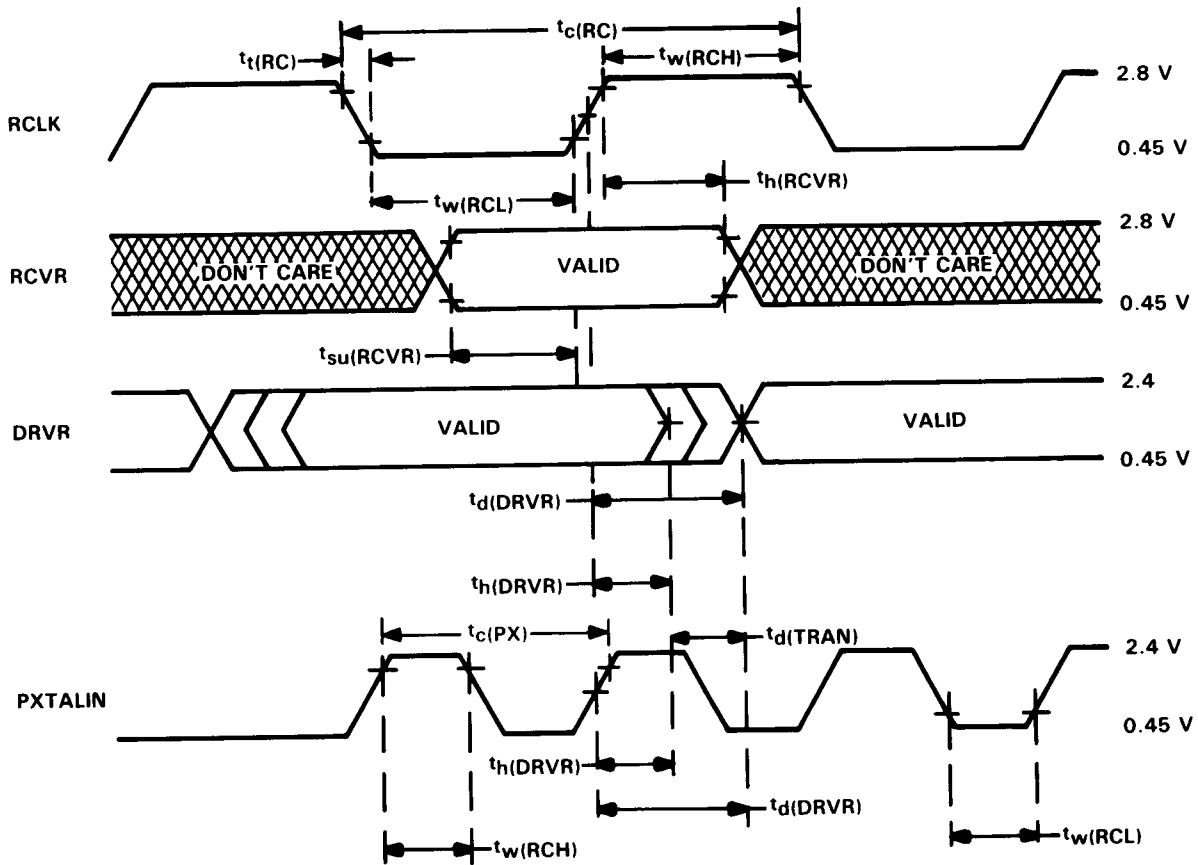 tc(RC)
tt(RC)
tw(RCH)
2.8 V
RCLK
0.45 V
th(RCVR)
tw(RCL)
2.8 V
RCVR
DON'T CARE
VALID
DON'T CARE
0.45 V
tsu(RCVR)
2.4
DRVR
VALID
VALID
0.45 V
td(DRVR)
th(DRVR)
tc(PX)
td(TRAN)
2.4 V
PXTALIN
0.45 V
th(DRVR)
td(DRVR)
tw(RCH)
tw(RCL)